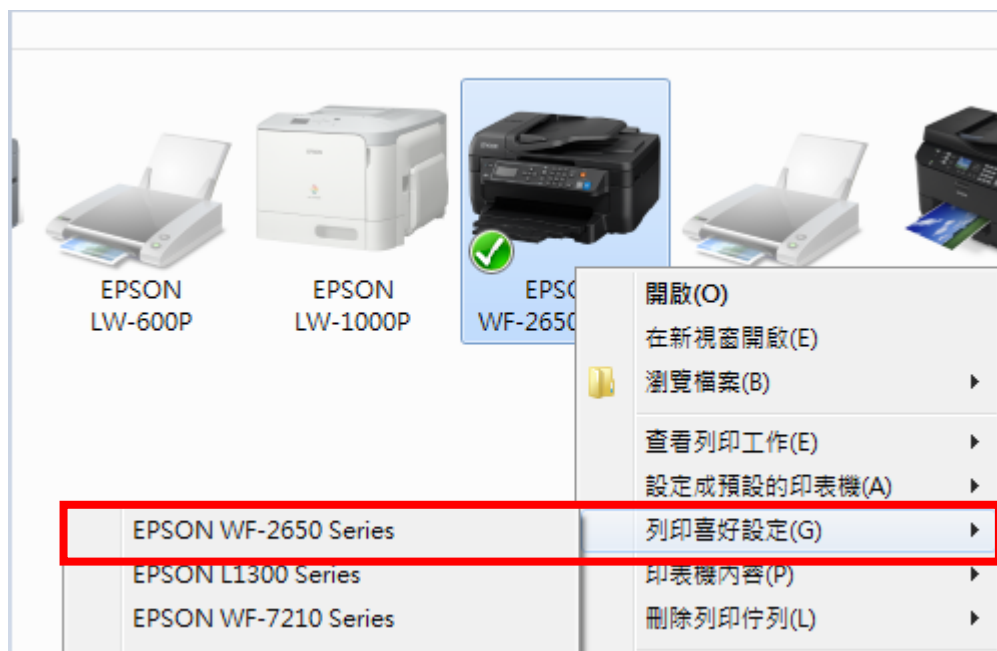 EPSON
LW-600P
EPSON
LW-1000P
EPSO
WF-2650
開啟(O)
在新視窗開啟(E)
瀏覽檔案(B)
查看列印工作(E)
設定成預設的印表機(A)
列印喜好設定(G)
印表機內容(P)
刪除列印佇列(L)
EPSON WF-2650 Series
EPSON L1300 Series
EPSON WF-7210 Series